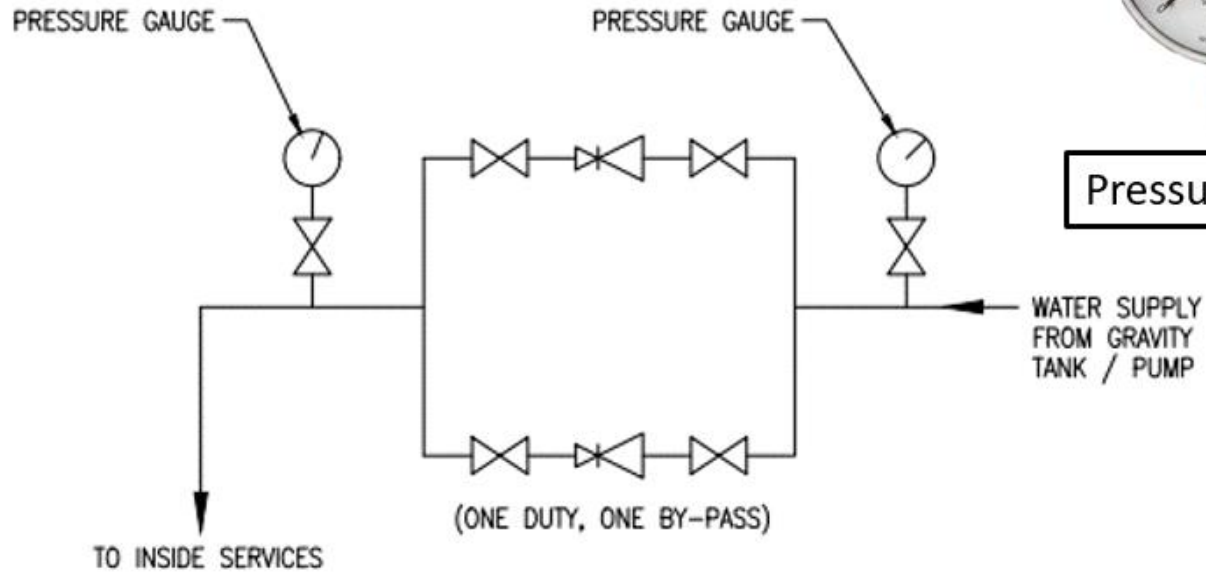 PRESSURE GAUGE
PRESSURE GAUGE
Pressu
WATER SUPPLY
FROM GRAVITY
TANK / PUMP
(ONE DUTY, ONE BY-PASS)
TO INSIDE SERVICES